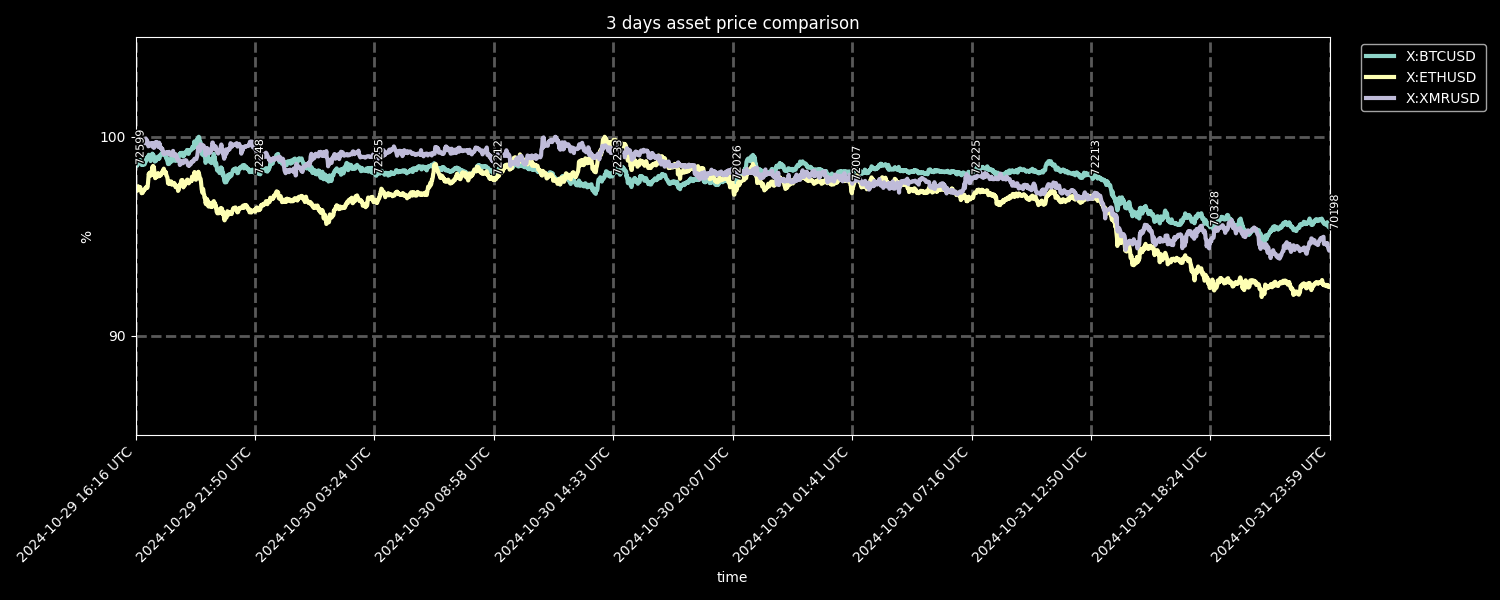 3 days asset price comparison
X:BTCUSD
X:ETHUSD
X:XMRUSD
%
100
90
72599
72248
72255
72212
72233
72026
72007
72225
72213
70328
70198
2024-10-29 16:16 UTC
2024-10-29 21:50 UTC
2024-10-30 03:24 UTC
2024-10-30 08:58 UTC
2024-10-30 14:33 UTC
2024-10-30 20:07 UTC
2024-10-31 01:41 UTC
2024-10-31 07:16 UTC
2024-10-31 12:50 UTC
2024-10-31 18:24 UTC
2024-10-31 23:59 UTC
time